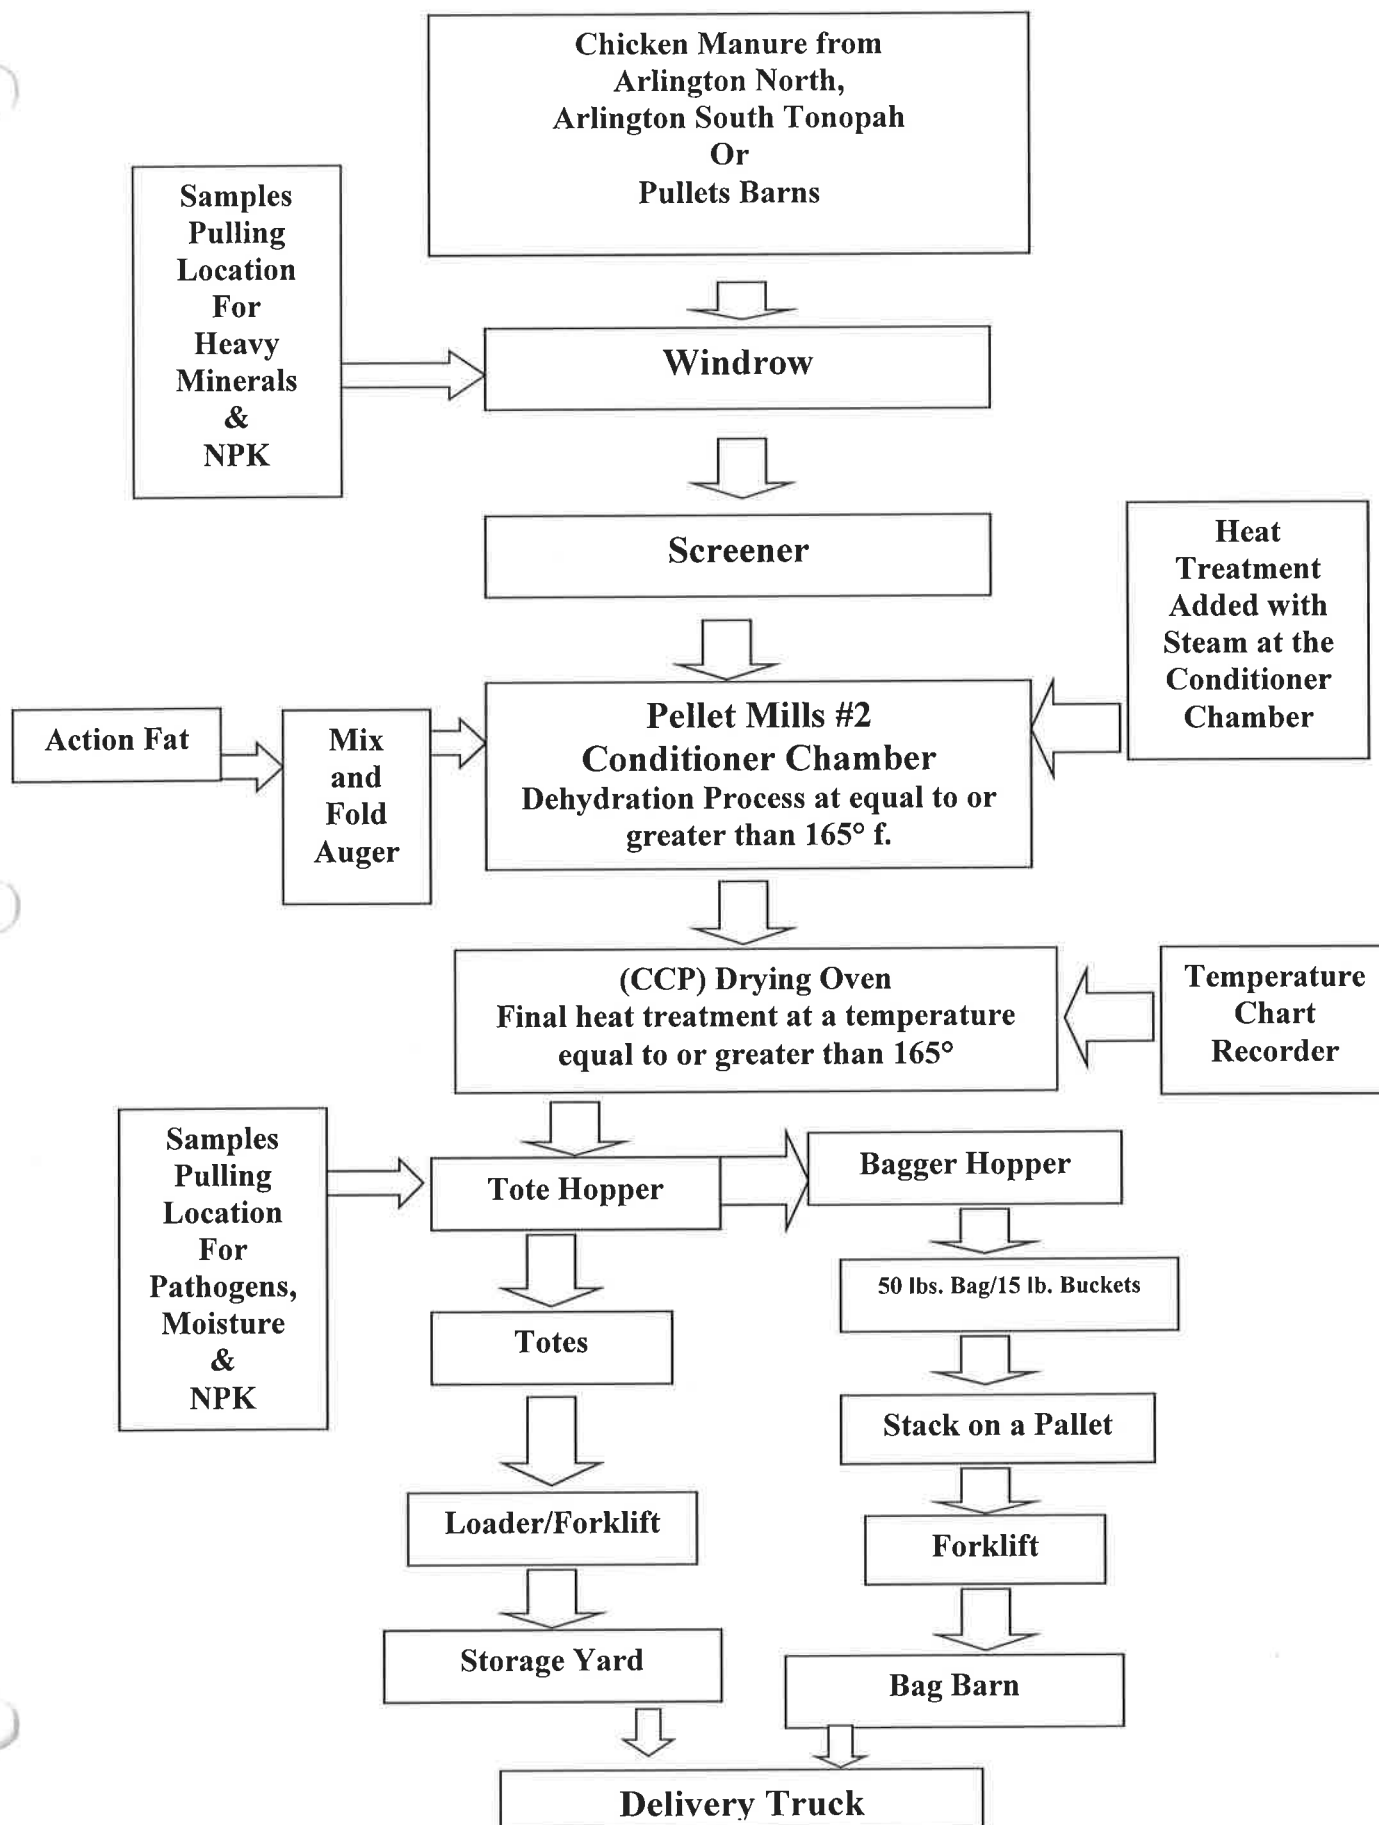 Chicken Manure from
Arlington North,
Arlington South Tonopah
Or
Pullets Barns
Samples
Pulling
Location
For
Heavy
Minerals
&
NPK
Windrow
Screener
Heat
Treatment
Added with
Steam at the
Conditioner
Chamber
Action Fat
Mix
and
Fold
Auger
Pellet Mills #2
Conditioner Chamber
Dehydration Process at equal to or
greater than 165° f.
(CCP) Drying Oven
Final heat treatment at a temperature
equal to or greater than 165°
Temperature
Chart
Recorder
Samples
Pulling
Location
For
Pathogens,
Moisture
&
NPK
Tote Hopper
Bagger Hopper
50 lbs. Bag/15 lb. Buckets
Totes
Stack on a Pallet
Loader/Forklift
Forklift
Storage Yard
Bag Barn
Delivery Truck